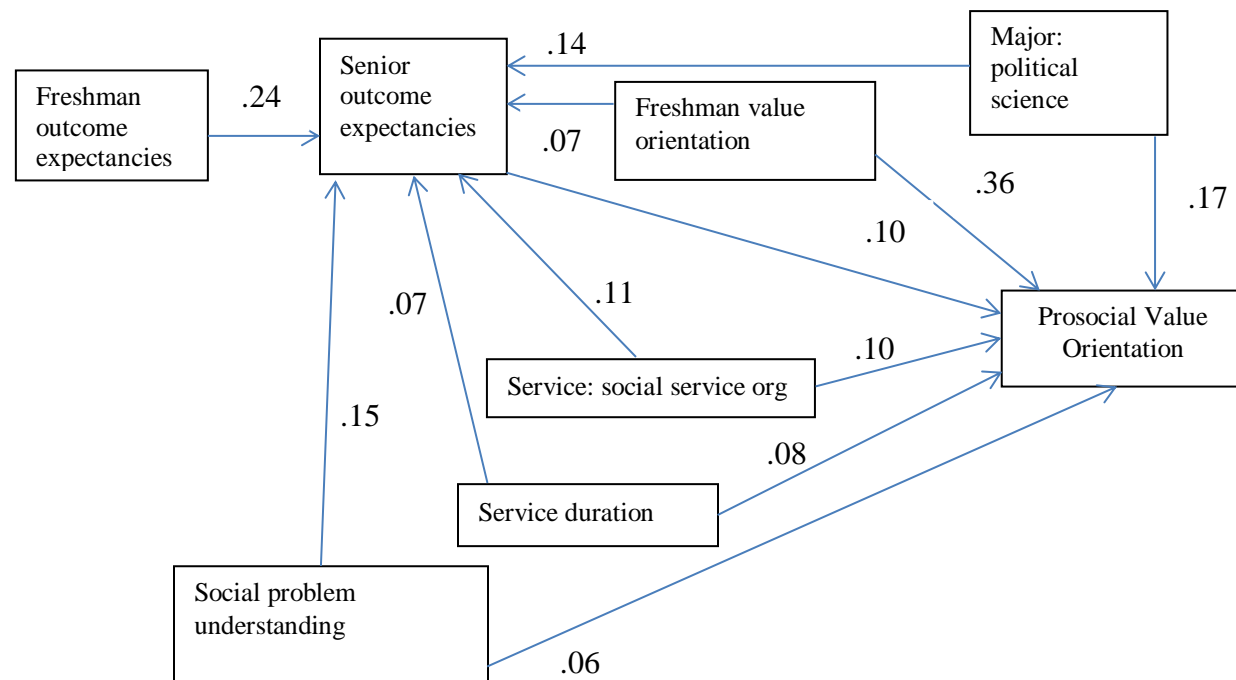 Freshman
outcome
expectancies
.24
Senior
outcome
expectancies
.14
Major:
political
science
Freshman value
orientation
.07
.36
.17
.10
Prosocial Value
Orientation
.07
.11
.10
Service: social service org
.15
.08
Service duration
Social problem
understanding
.06